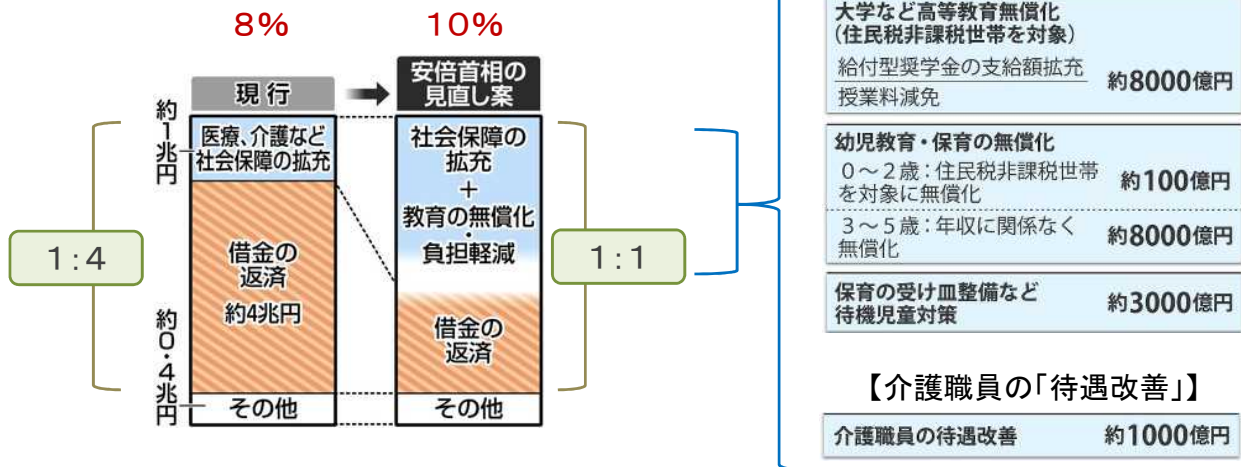 8%
10%
現行
安倍首相の
見直し案
約1兆円
医療、介護など
社会保障の拡充
借金の
返済
約4兆円
約0・4兆円
その他
社会保障の
拡充
+
教育の無償化
・
負担軽減
借金の
返済
その他
1:4
1:1
大学など高等教育無償化
(住民税非課税世帯を対象)
給付型奨学金の支給額拡充
授業料減免
約8000億円
幼児教育・保育の無償化
0～2歳:住民税非課税世帯
を対象に無償化
約100億円
3～5歳:年収に関係なく
無償化
約8000億円
保育の受け皿整備など
待機児童対策
約3000億円
【介護職員の「待遇改善」】
介護職員の待遇改善 約1000億円